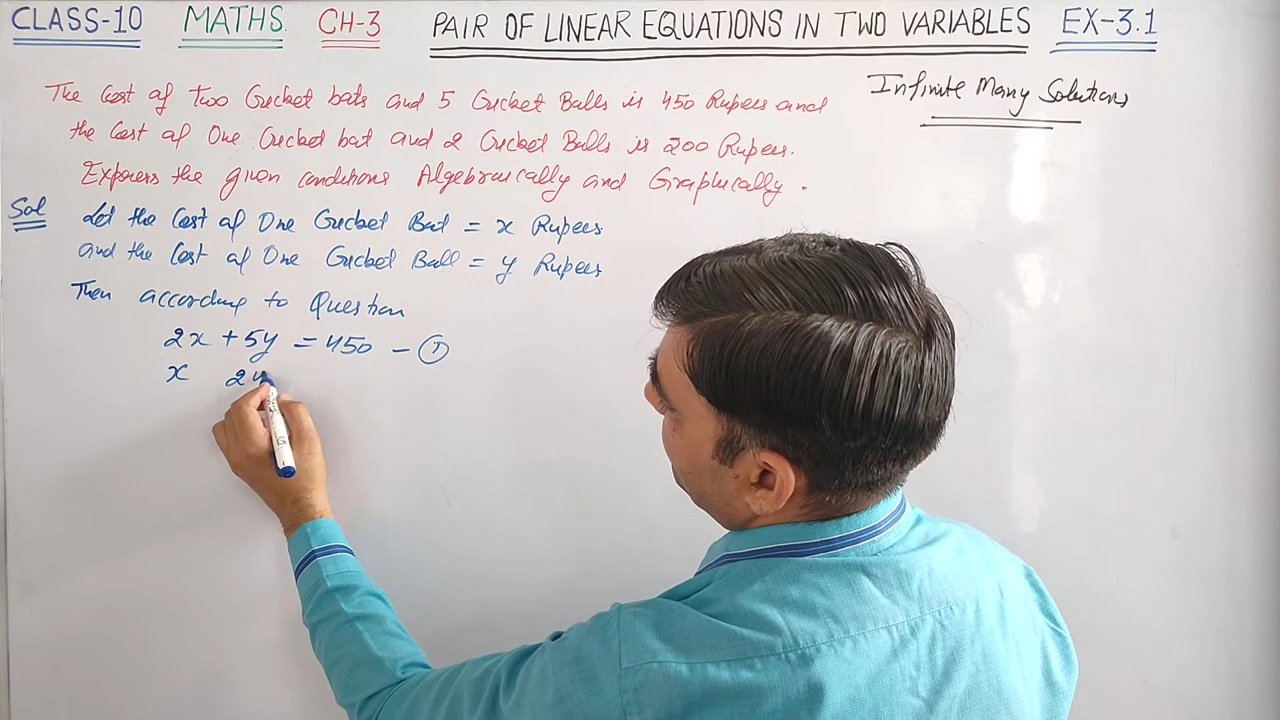 CLASS-10 MATHS. CH-3 PAIR OF LINEAR EQUATIONS IN TWO VARIABLES EX-3.1
Infinite Many Solutions
The Cost of Two Cricket bats and 5 Cricket Balls is 450 Rupees and
the Cost of One Cricket bat and 2 Cricket Balls is 200 Rupees.
Express the given conditions Algebraically and Graphically.
Sol Let the Cost of One Cricket Bat = x Rupees
and the Cost of One Cricket Ball = y Rupees
Then according to Question
2x + 5y = 450 - ①
x 2y